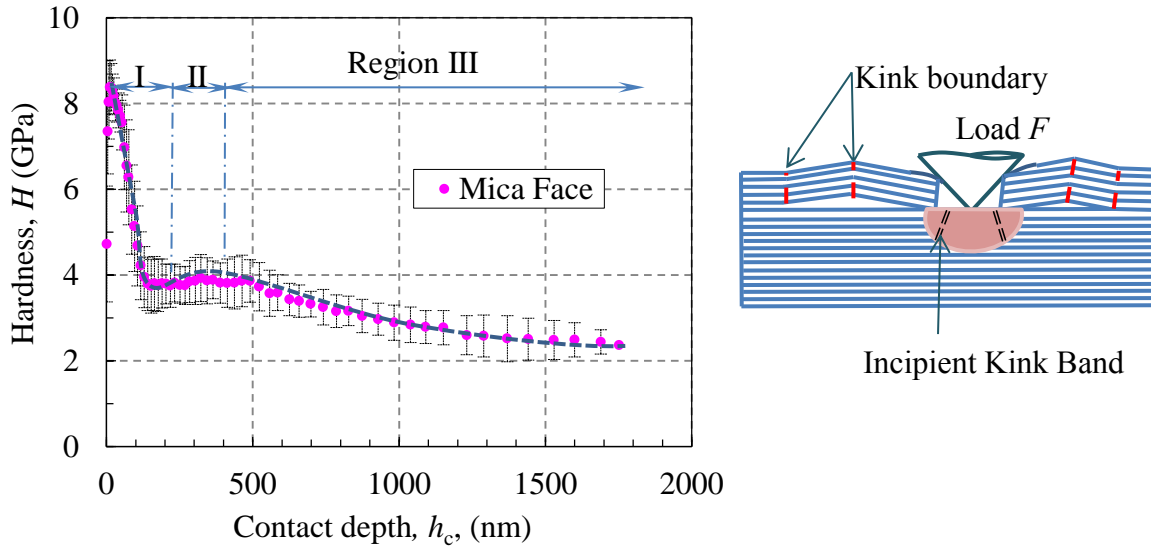 10
8
6
4
2
0
Hardness, H (GPa)
I
II
Region III
Mica Face
0
500
1000
1500
2000
Contact depth, hc, (nm)
Kink boundary
Load F
Incipient Kink Band